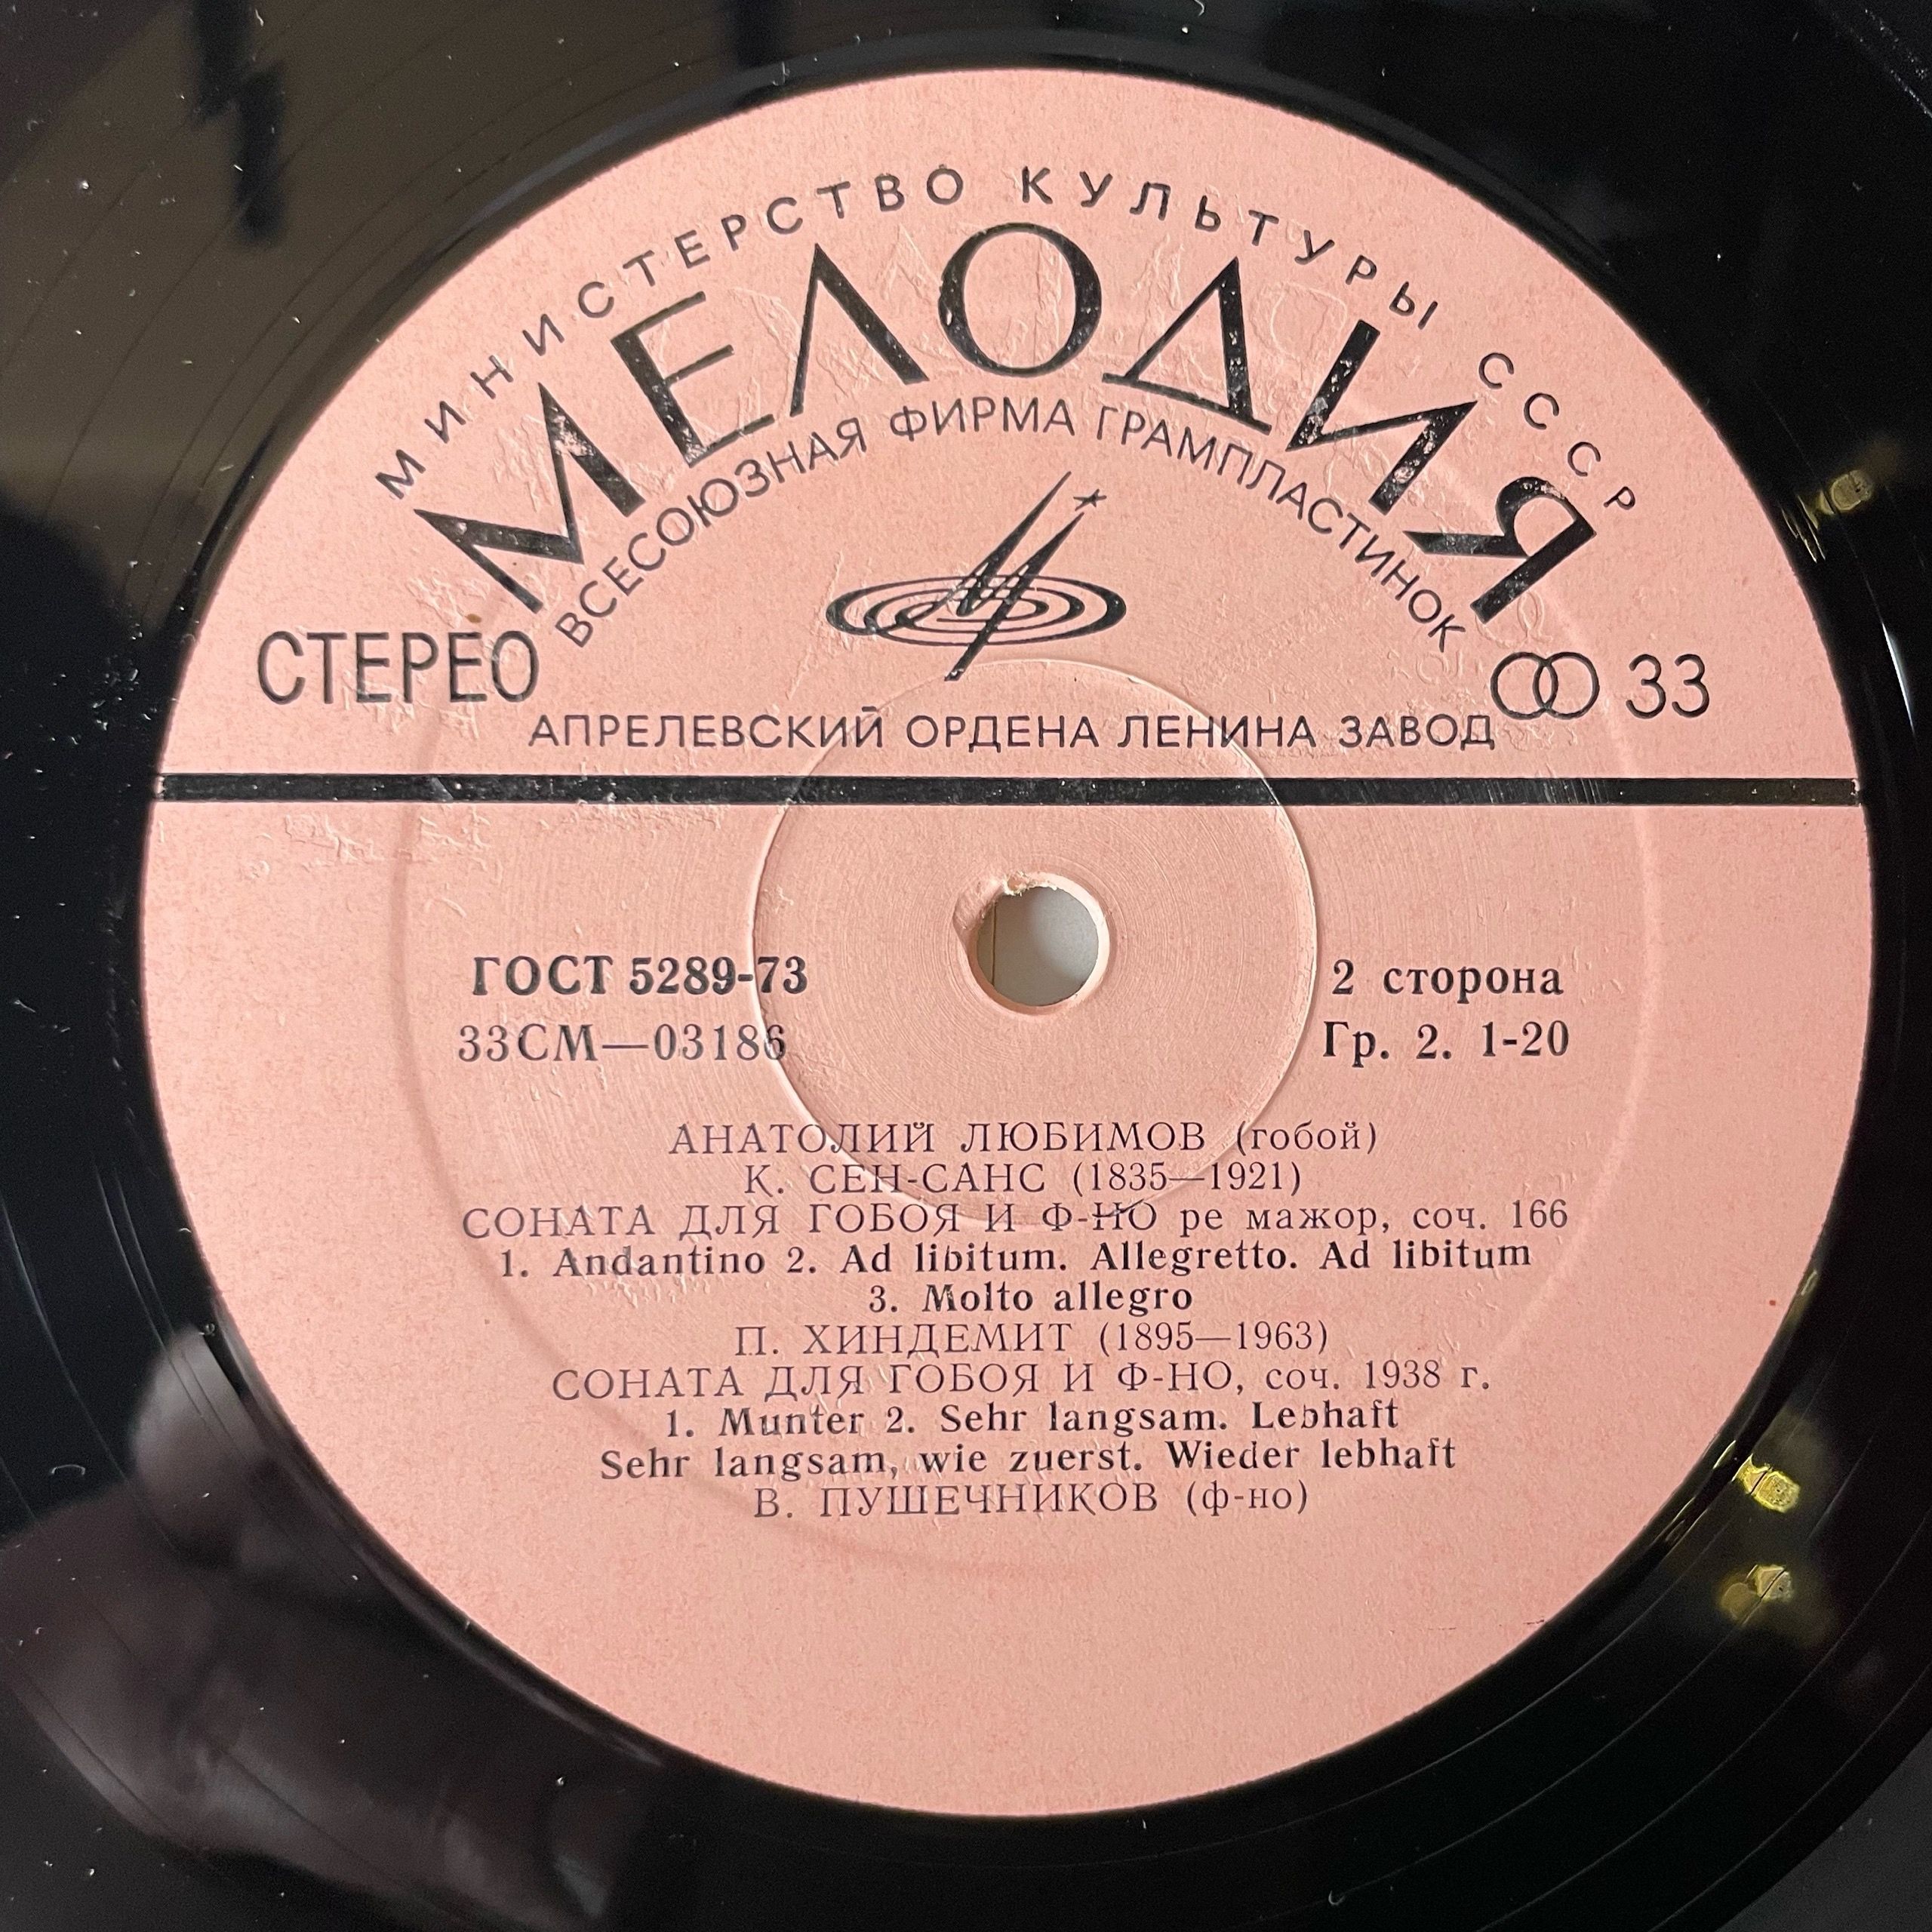 МИНИСТЕРСТВО КУЛЬТУРЫ СССР
МЕЛОДИЯ
ВСЕСОЮЗНАЯ ФИРМА ГРАМПЛАСТИНОК
СТЕРЕО
33
АПРЕЛЕВСКИЙ ОРДЕНА ЛЕНИНА ЗАВОД
ГОСТ 5289-73
2 сторона
33СМ—03186
Гр. 2. 1-20
АНАТОЛИЙ ЛЮБИМОВ (гобой)
К. СЕН-САНС (1835—1921)
СОНАТА ДЛЯ ГОБОЯ И Ф-НО ре мажор, соч. 166
1. Andantino 2. Ad libitum. Allegretto. Ad libitum
3. Molto allegro
П. ХИНДЕМИТ (1895—1963)
СОНАТА ДЛЯ ГОБОЯ И Ф-НО, соч. 1938 г.
1. Munter 2. Sehr langsam. Lebhaft
Sehr langsam, wie zuerst. Wieder lebhaft
В. ПУШЕЧНИКОВ (ф-но)